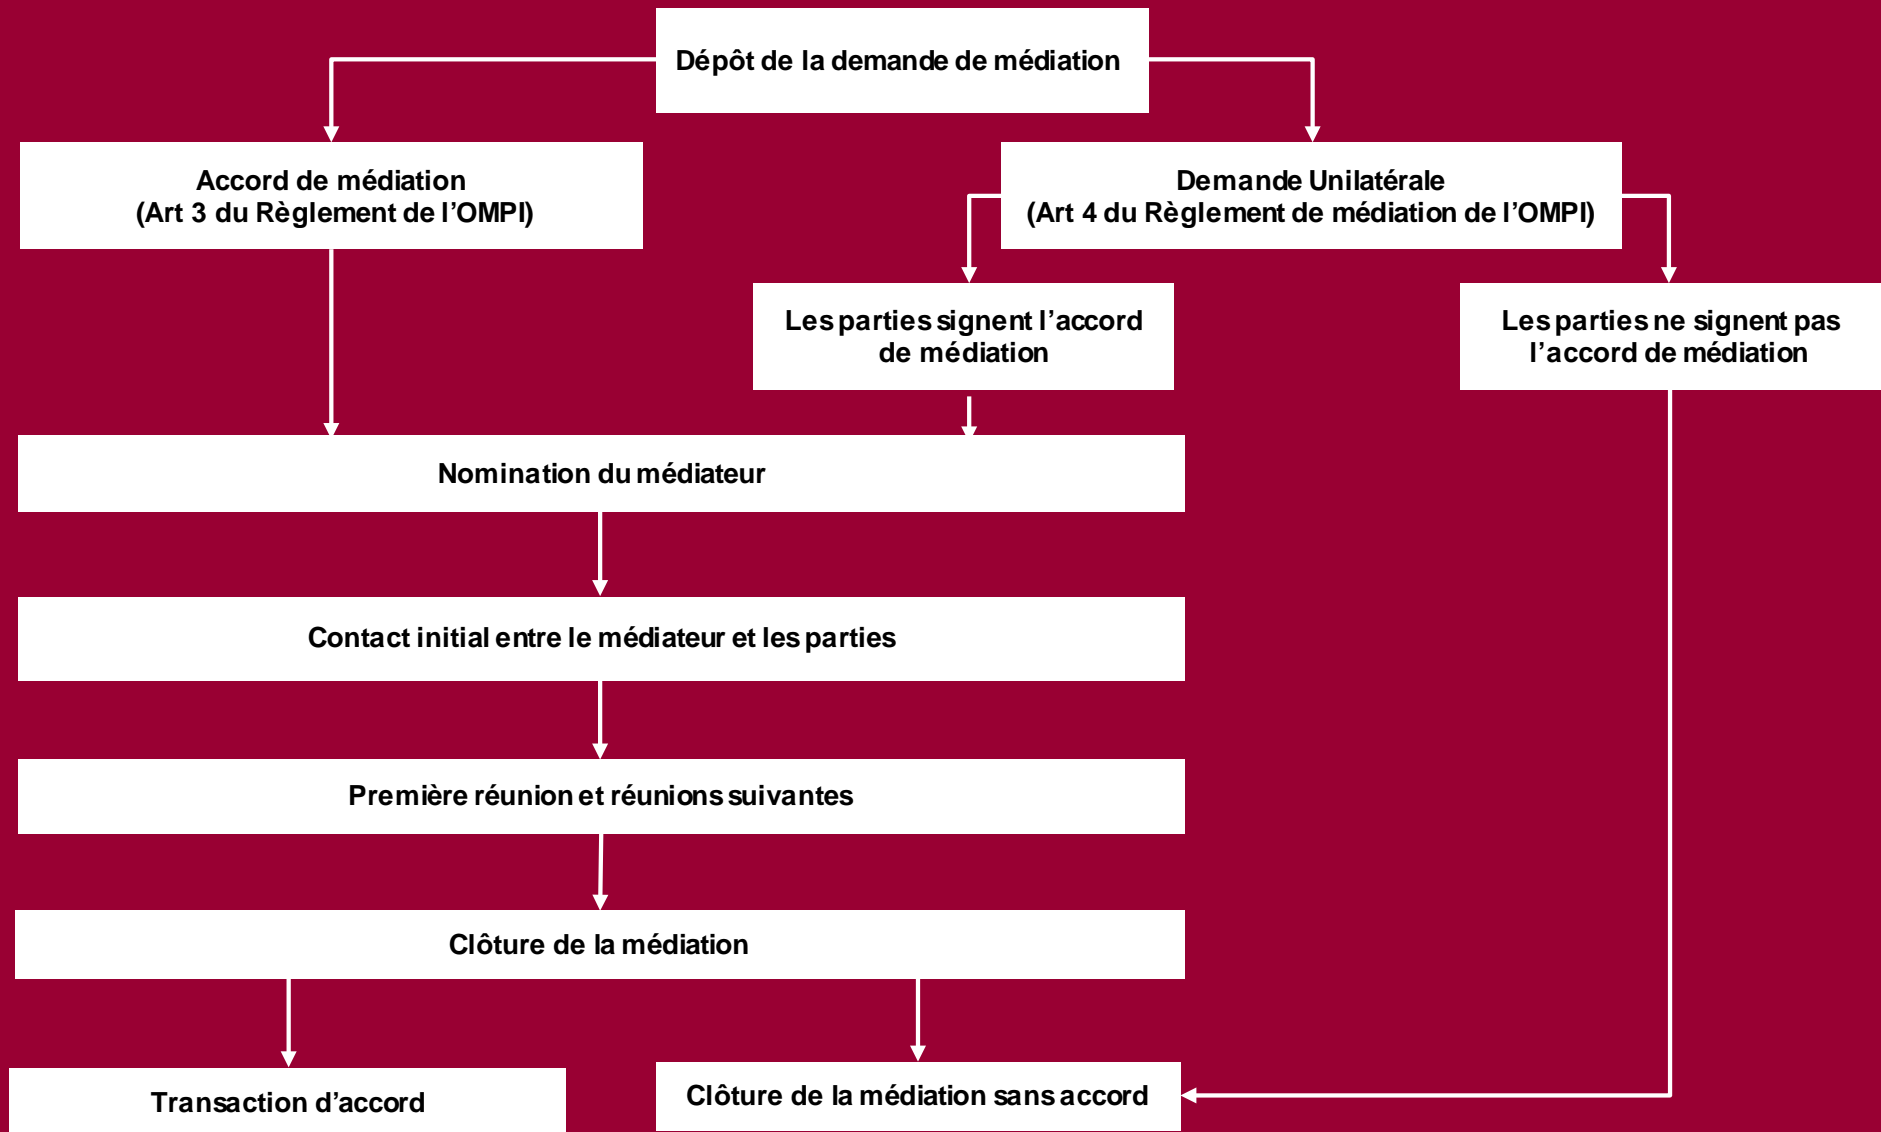 Dépôt de la demande de médiation
Accord de médiation
(Art 3 du Règlement de l’OMPI)
Demande Unilatérale
(Art 4 du Règlement de médiation de l’OMPI)
Les parties signent l’accord
de médiation
Les parties ne signent pas
l’accord de médiation
Nomination du médiateur
Contact initial entre le médiateur et les parties
Première réunion et réunions suivantes
Clôture de la médiation
Transaction d’accord
Clôture de la médiation sans accord